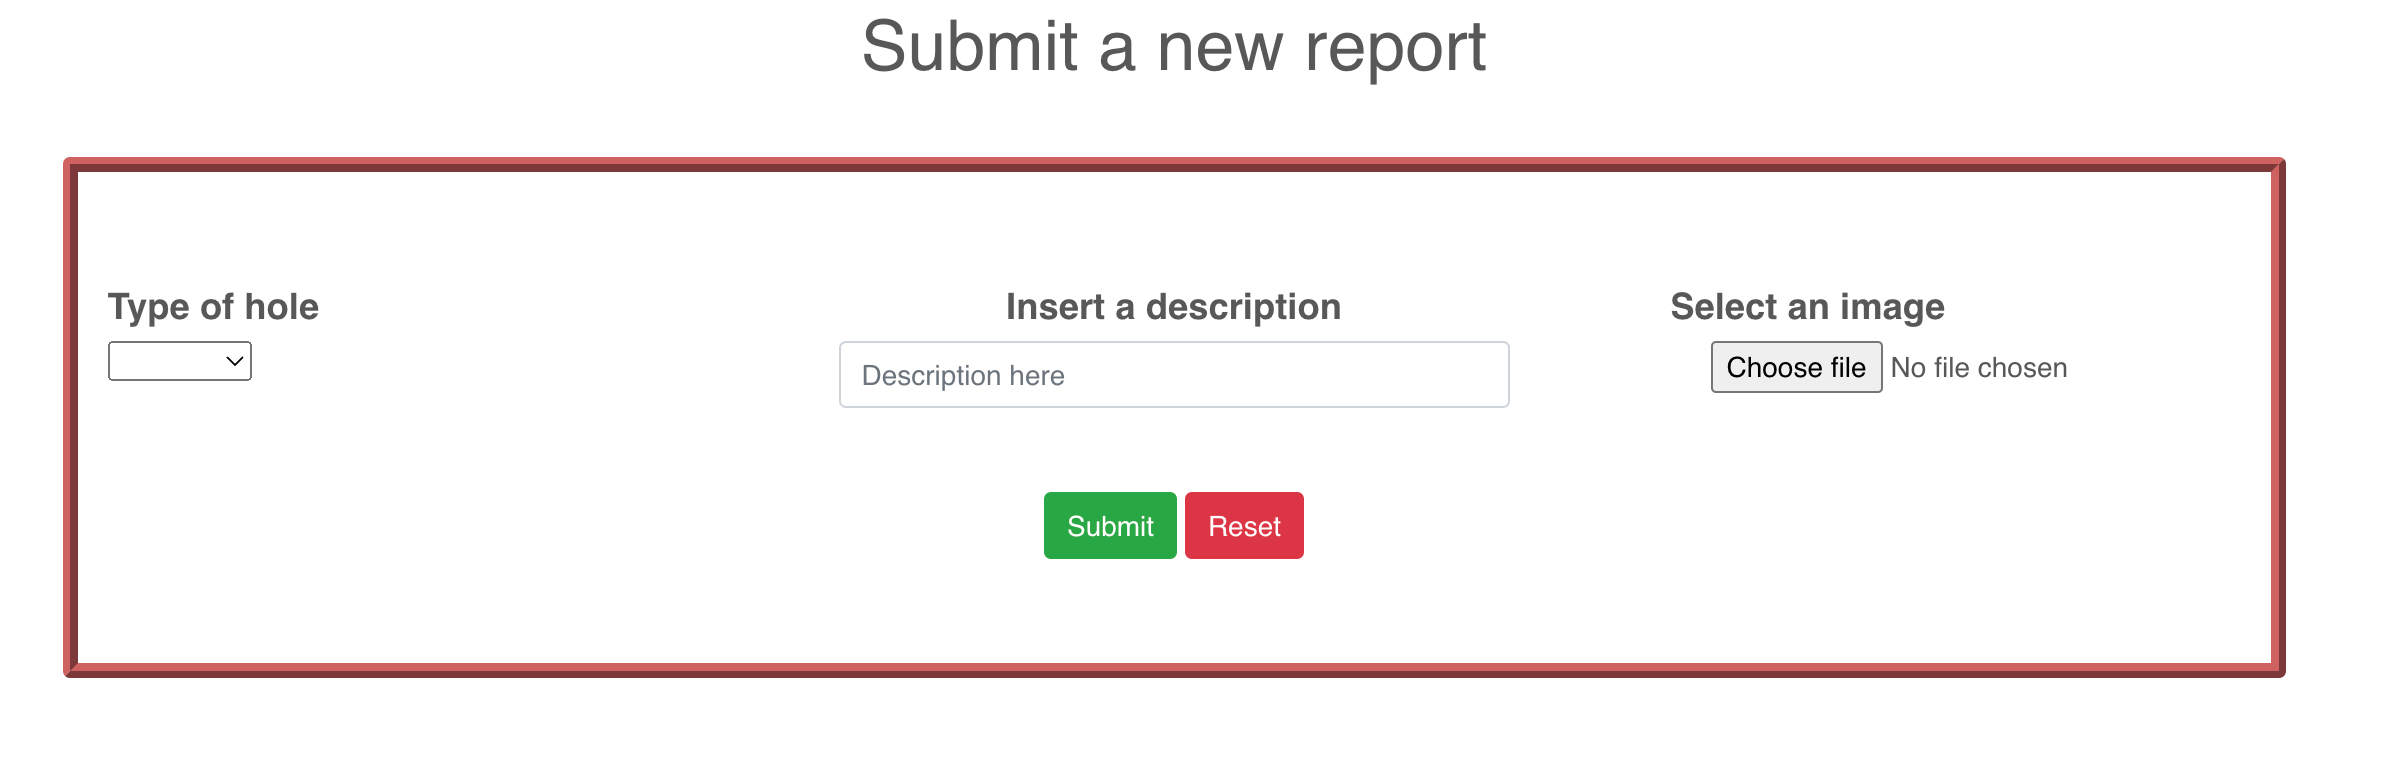 Submit a new report
Type of hole
Insert a description
Select an image
Description here
Choose file No file chosen
Submit Reset